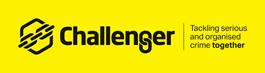 Challenger
Tackling serious
and organised
crime together